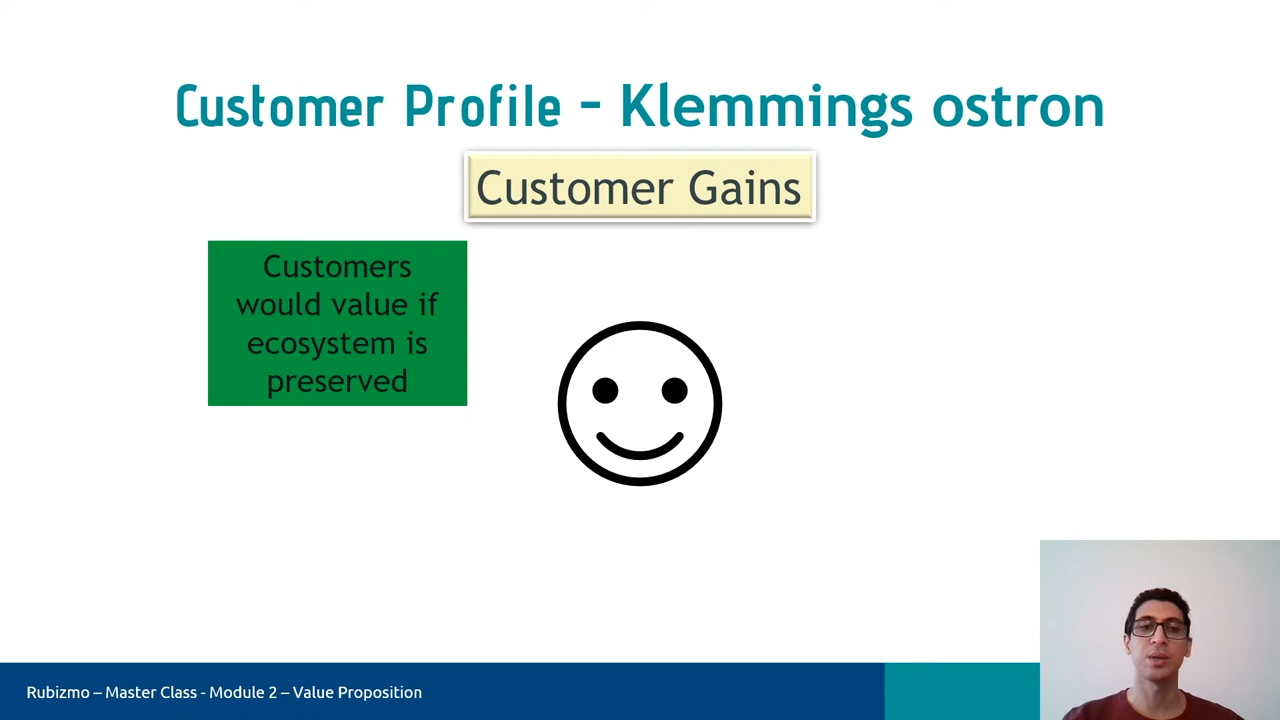 Customer Profile - Klemmings ostron
Customer Gains
Customers
would value if
ecosystem is
preserved
Rubizmo – Master Class - Module 2 – Value Proposition